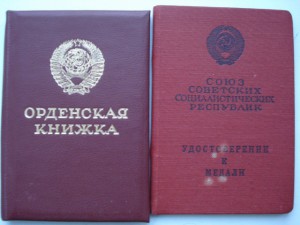 ОРДЕНСКАЯ
КНИЖКА
СОЮЗ
СОВЕТСКИХ
СОЦИАЛИСТИЧЕСКИХ
РЕСПУБЛИК
УДОСТОВЕРЕНИЕ
К
МЕДАЛИ